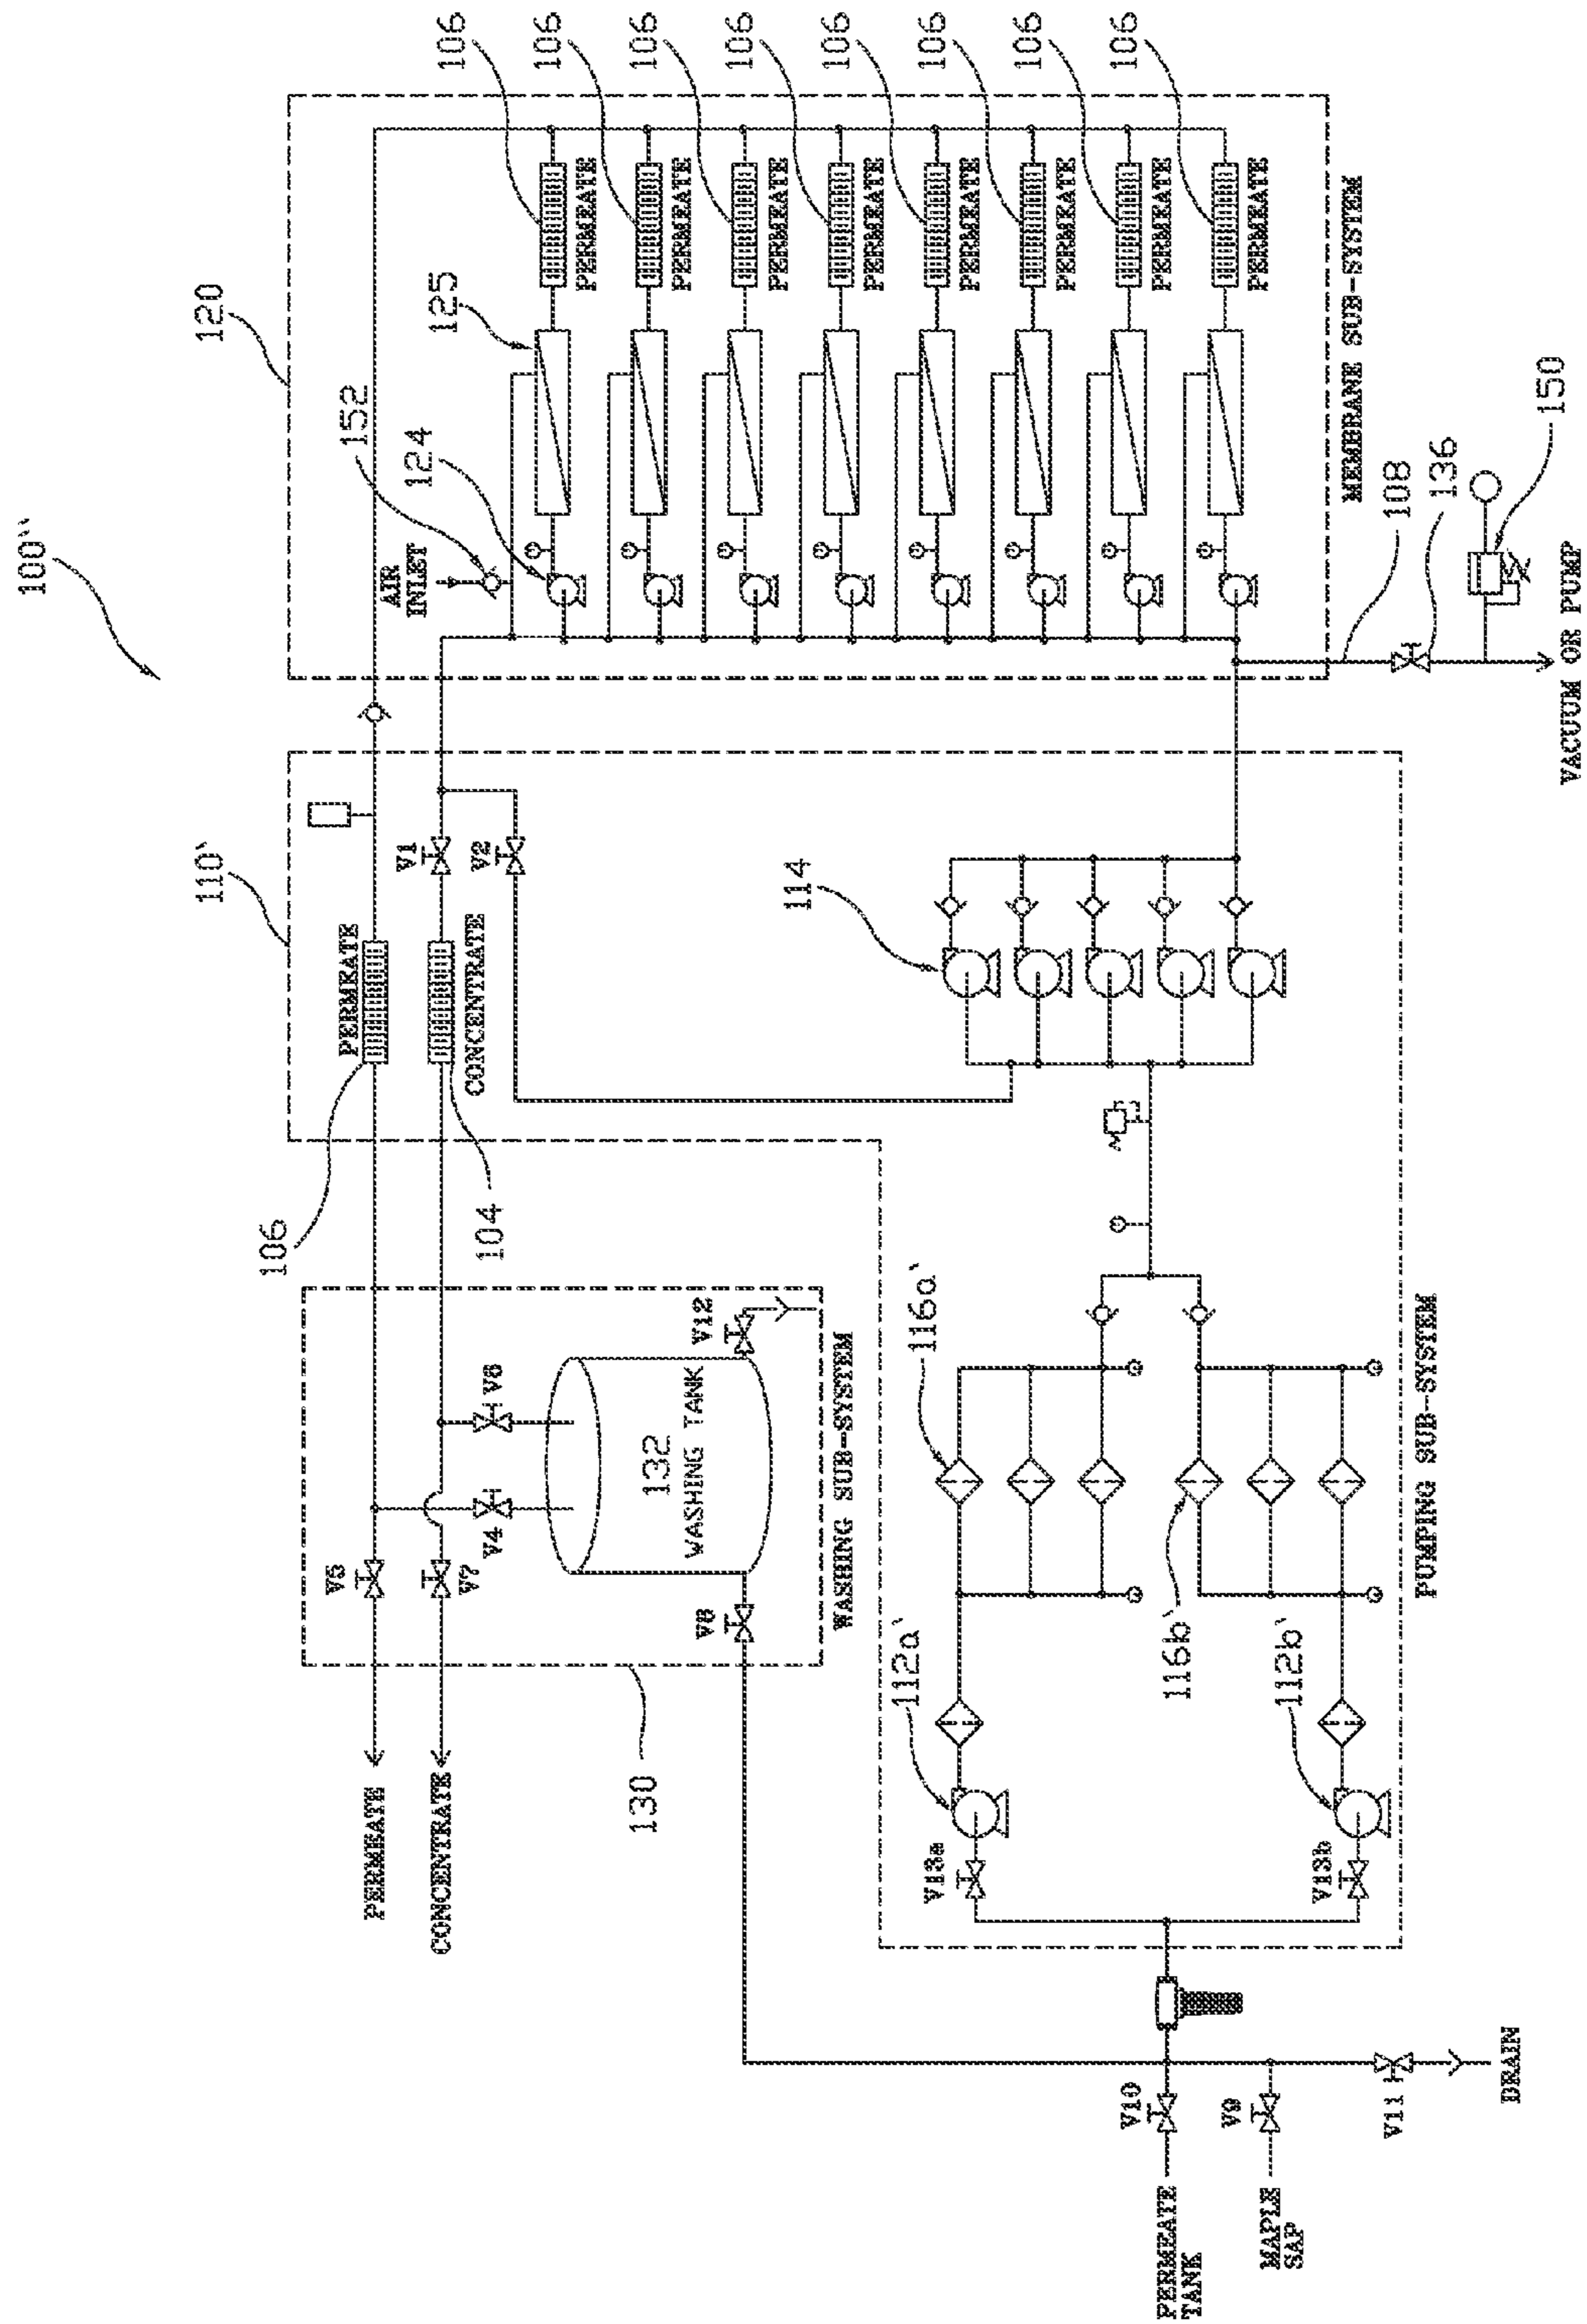 100''
120
152
124
125
AIR
INLET
106
106
106
106
106
106
106
106
PERMEATE
PERMEATE
PERMEATE
PERMEATE
PERMEATE
PERMEATE
PERMEATE
PERMEATE
MEMBRANE SUB-SYSTEM
108
136
150
VACUUM OR PUMP
110'
PERMEATE
106
V1
V2
CONCENTRATE
104
114
116a'
116b'
112a'
112b'
V13a
V13b
PUMPING SUB-SYSTEM
V5
V7
V4
V6
132
WASHING TANK
V12
V8
WASHING SUB-SYSTEM
130
PERMEATE
CONCENTRATE
V10
V9
V11
PERMEATE
TANK
MAPLE
SAP
DRAIN